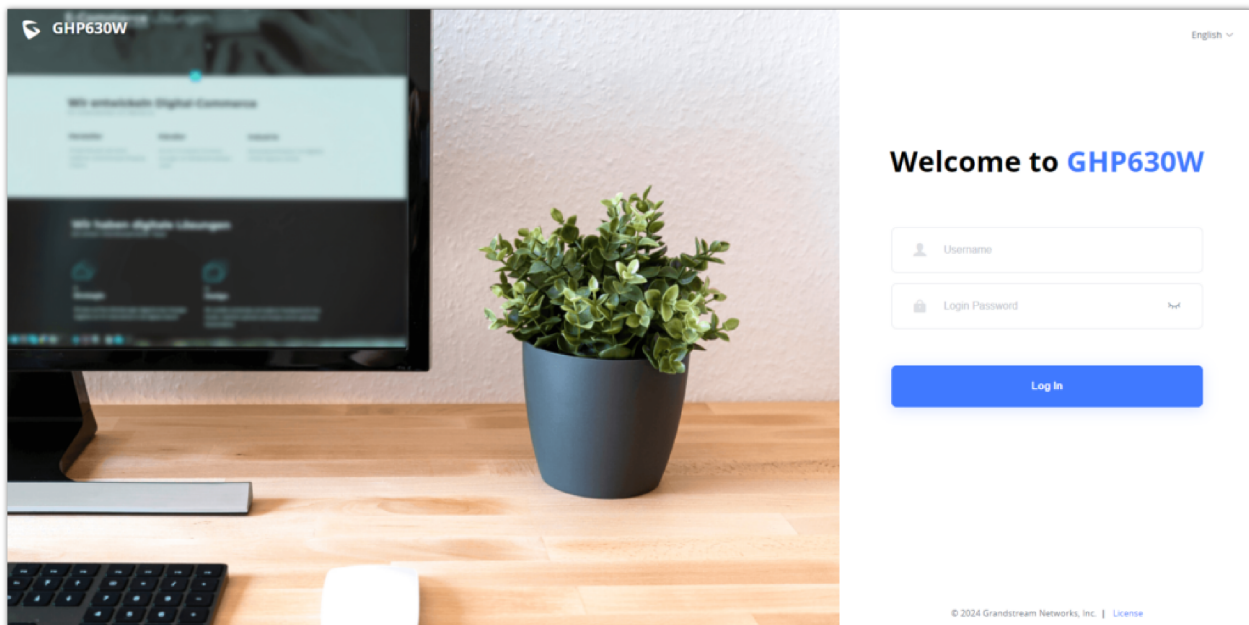 GHP630W
English
Wir entwickeln Digital-Commerce
Wir haben digitale Lösungen
Welcome to GHP630W
Username
Login Password
Log In
© 2024 Grandstream Networks, Inc. | License